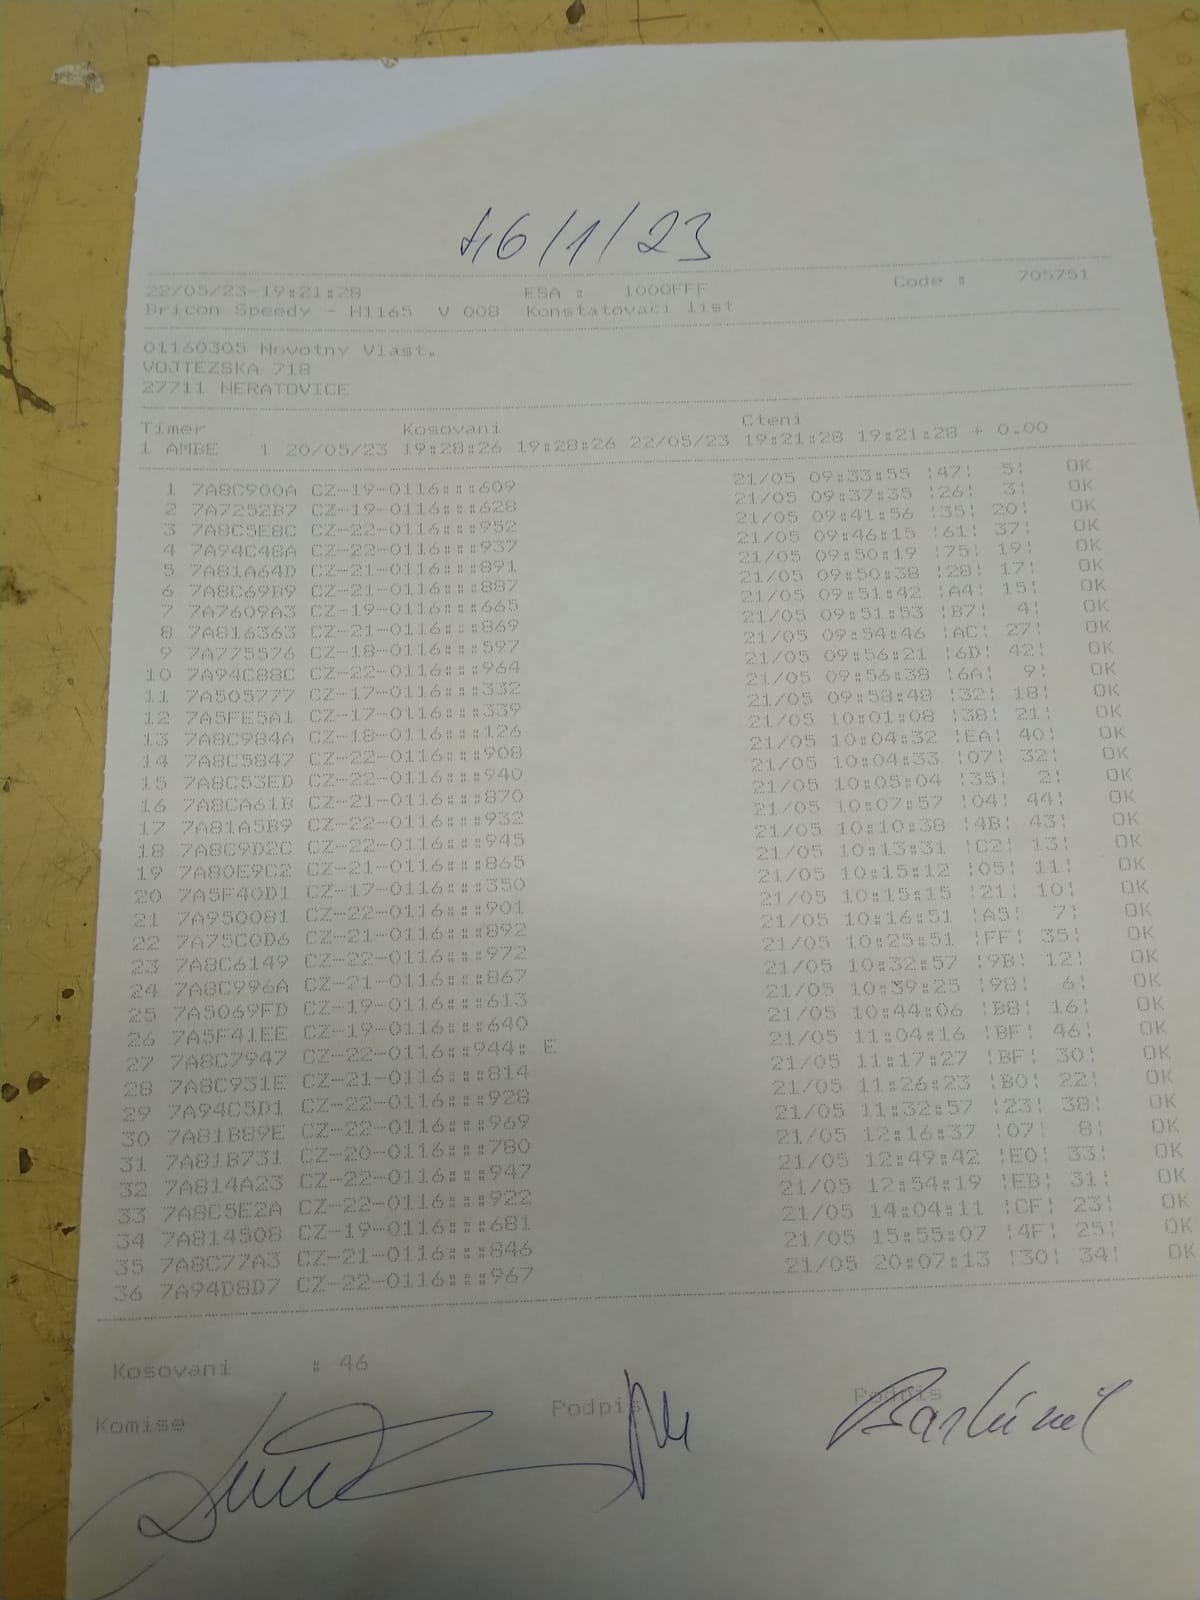 46/1/23
22/05/23-19:21:28 ESA : 1000FFF Code : 705751
Bricon Speedy - H1165 V 008 Konstatovaci list
01160305 Novotny Vlast.
VOJTEZSKA 718
27711 NERATOVICE
Timer Kosovani Cteni
1 AMBE 1 20/05/23 19:28:26 19:28:26 22/05/23 19:21:28 19:21:28 + 0.00
1 7A8C900A CZ-19-0116:::609 21/05 09:33:55 ¦47¦ 5¦ OK
2 7A7252B7 CZ-19-0116:::628 21/05 09:37:35 ¦26¦ 3¦ OK
3 7A8C5E8C CZ-22-0116:::952 21/05 09:41:56 ¦35¦ 20¦ OK
4 7A94C48A CZ-22-0116:::937 21/05 09:46:15 ¦61¦ 37¦ OK
5 7A81A64D CZ-21-0116:::891 21/05 09:50:19 ¦75¦ 19¦ OK
6 7A8C69B9 CZ-21-0116:::887 21/05 09:50:38 ¦28¦ 17¦ OK
7 7A7609A3 CZ-19-0116:::665 21/05 09:51:42 ¦A4¦ 15¦ OK
8 7A816363 CZ-21-0116:::869 21/05 09:51:53 ¦B7¦ 4¦ OK
9 7A775576 CZ-18-0116:::597 21/05 09:54:46 ¦AC¦ 27¦ OK
10 7A94C88C CZ-22-0116:::964 21/05 09:56:21 ¦6D¦ 42¦ OK
11 7A505777 CZ-17-0116:::332 21/05 09:56:38 ¦6A¦ 9¦ OK
12 7A5FE5A1 CZ-17-0116:::339 21/05 09:58:48 ¦32¦ 18¦ OK
13 7A8C984A CZ-18-0116:::126 21/05 10:01:08 ¦38¦ 21¦ OK
14 7A8C5847 CZ-22-0116:::908 21/05 10:04:32 ¦EA¦ 40¦ OK
15 7A8C53ED CZ-22-0116:::940 21/05 10:04:33 ¦07¦ 32¦ OK
16 7A8CA61B CZ-21-0116:::870 21/05 10:05:04 ¦35¦ 2¦ OK
17 7A81A5B9 CZ-22-0116:::932 21/05 10:07:57 ¦04¦ 44¦ OK
18 7A8C9D2C CZ-22-0116:::945 21/05 10:10:38 ¦4B¦ 43¦ OK
19 7A80E9C2 CZ-21-0116:::865 21/05 10:13:31 ¦C2¦ 13¦ OK
20 7A5F40D1 CZ-17-0116:::350 21/05 10:15:12 ¦05¦ 11¦ OK
21 7A950081 CZ-22-0116:::901 21/05 10:15:15 ¦21¦ 10¦ OK
22 7A75C0D6 CZ-21-0116:::892 21/05 10:16:51 ¦A5¦ 7¦ OK
23 7A8C6149 CZ-22-0116:::972 21/05 10:25:51 ¦FF¦ 35¦ OK
24 7A8C996A CZ-21-0116:::867 21/05 10:32:57 ¦9B¦ 12¦ OK
25 7A5069FD CZ-19-0116:::613 21/05 10:39:25 ¦98¦ 6¦ OK
26 7A5F41EE CZ-19-0116:::640 21/05 10:44:06 ¦B8¦ 16¦ OK
27 7A8C7947 CZ-22-0116:::944: E 21/05 11:04:16 ¦BF¦ 46¦ OK
28 7A8C931E CZ-21-0116:::814 21/05 11:17:27 ¦BF¦ 30¦ OK
29 7A94C5D1 CZ-22-0116:::928 21/05 11:26:23 ¦B0¦ 22¦ OK
30 7A81B89E CZ-22-0116:::969 21/05 11:32:57 ¦23¦ 38¦ OK
31 7A81B731 CZ-20-0116:::780 21/05 12:16:37 ¦07¦ 8¦ OK
32 7A814A23 CZ-22-0116:::947 21/05 12:49:42 ¦E0¦ 33¦ OK
33 7A8C5E2A CZ-22-0116:::922 21/05 12:54:19 ¦EB¦ 31¦ OK
34 7A814508 CZ-19-0116:::681 21/05 14:04:11 ¦CF¦ 23¦ OK
35 7A8C77A3 CZ-21-0116:::846 21/05 15:55:07 ¦4F¦ 25¦ OK
36 7A94D8D7 CZ-22-0116:::967 21/05 20:07:13 ¦30¦ 34¦ OK
Kosovani : 46
Komise Podpis Podpis